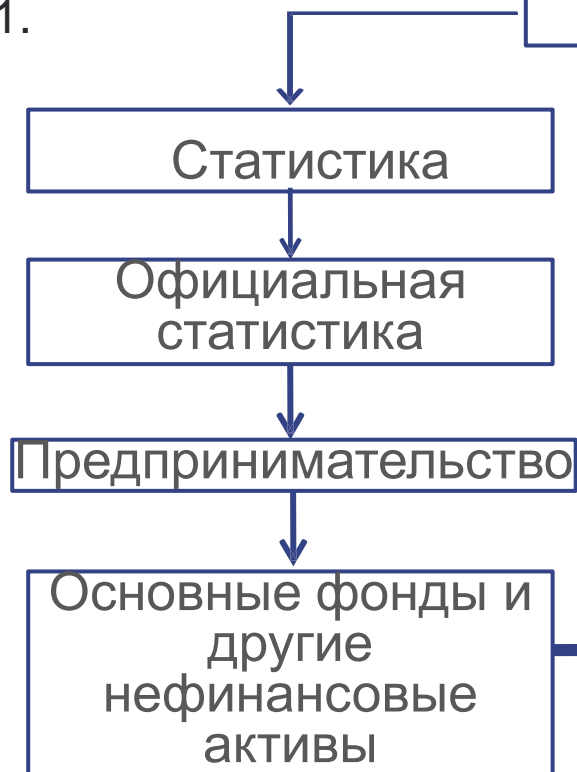 1.
Статистика
Официальная
статистика
Предпринимательство
Основные фонды и
другие
нефинансовые
активы